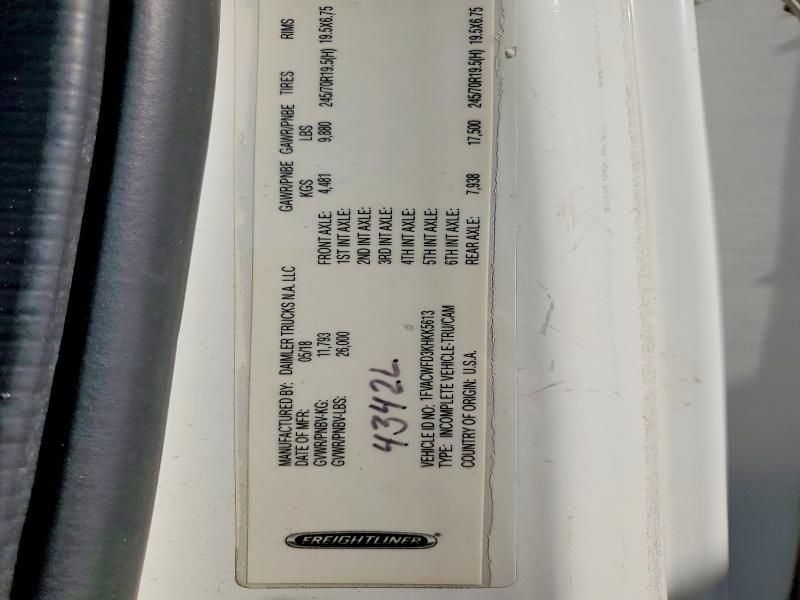 FREIGHTLINER
MANUFACTURED BY: DAIMLER TRUCKS N.A. LLC
DATE OF MFR: 05/18
GVWR/PNBV-KG: 11,793
GVWR/PNBV-LBS: 26,000
43422
VEHICLE ID NO: 1FVACWFD3KHKK5613
TYPE: INCOMPLETE VEHICLE-TRU/CAM
COUNTRY OF ORIGIN: U.S.A.
GAWR/PNBE KGS GAWR/PNBE LBS TIRES RIMS
FRONT AXLE: 4,481 9,880 245/70R19.5(H) 19.5X6.75
1ST INT AXLE:
2ND INT AXLE:
3RD INT AXLE:
4TH INT AXLE:
5TH INT AXLE:
6TH INT AXLE:
REAR AXLE: 7,938 17,500 245/70R19.5(H) 19.5X6.75